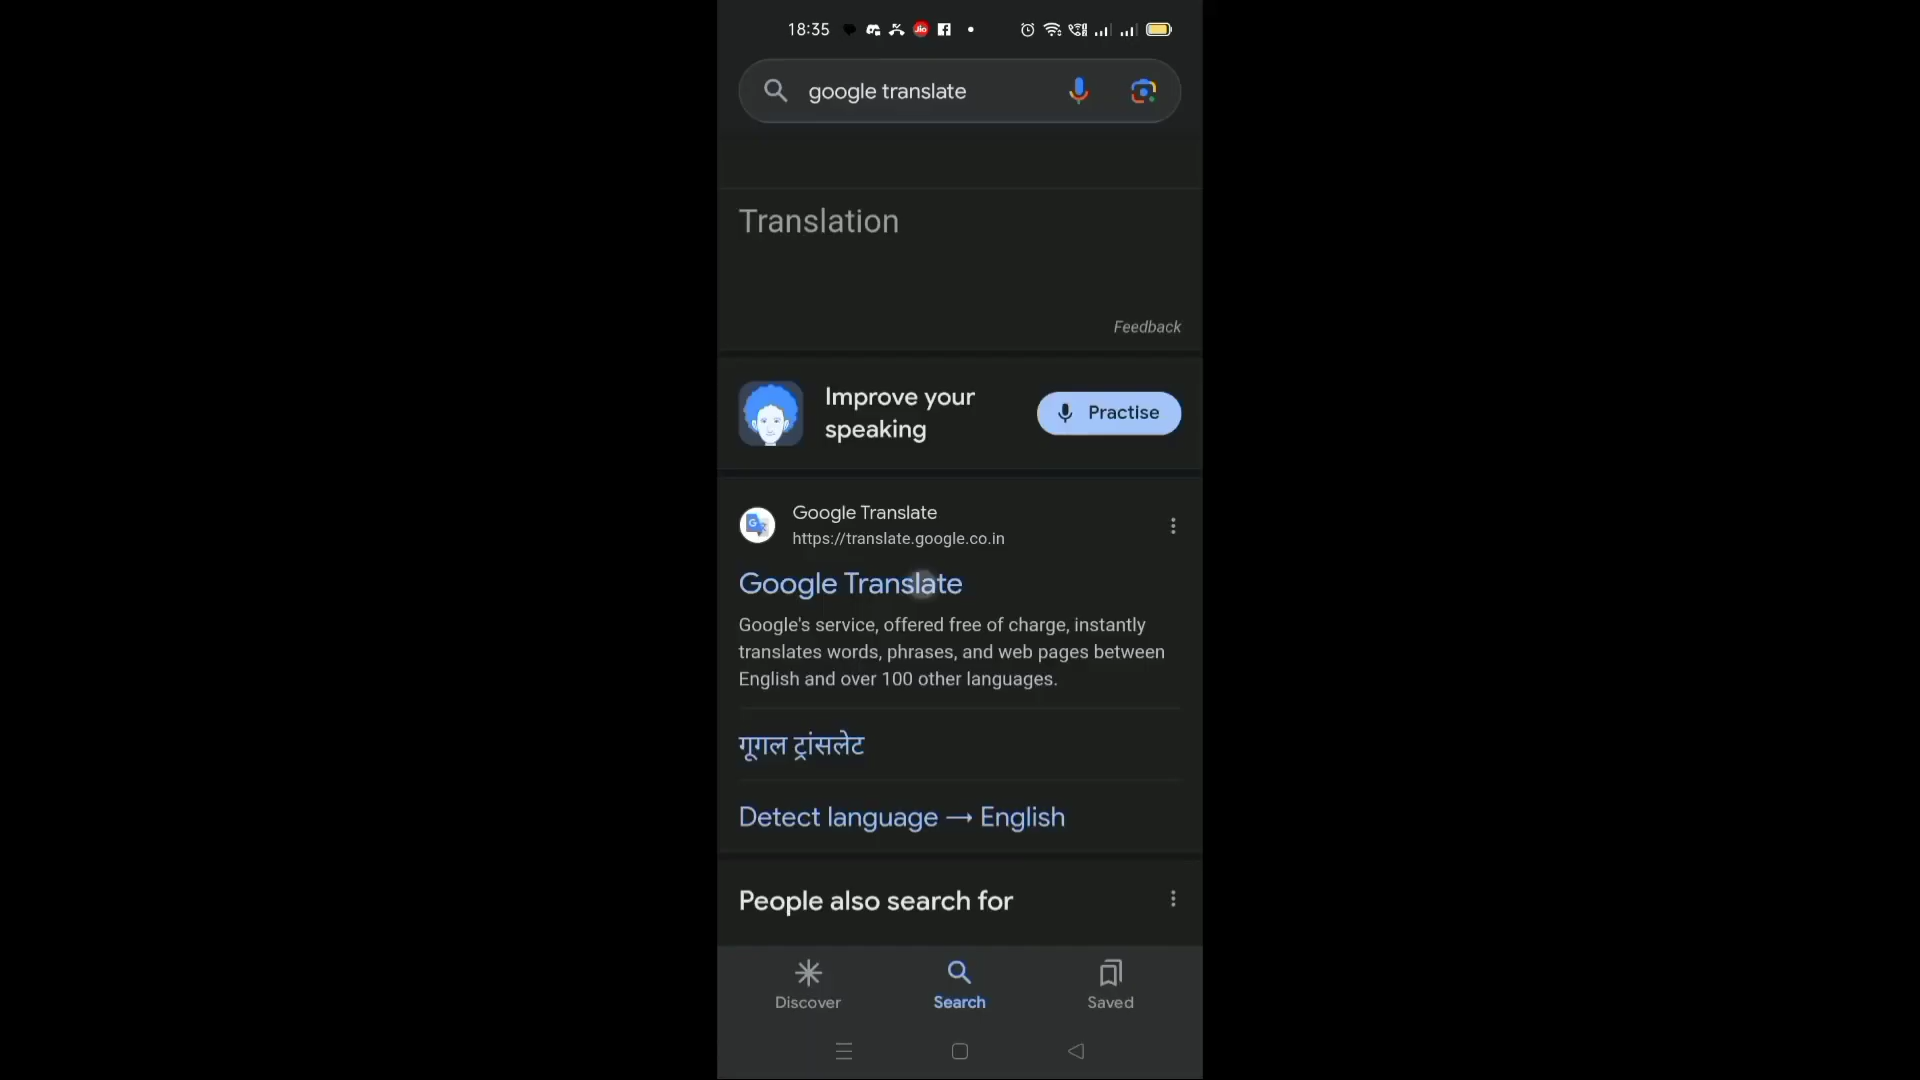 18:35
google translate
Translation
Feedback
Improve your
speaking
Practise
Google Translate
https://translate.google.co.in
Google Translate
Google's service, offered free of charge, instantly
translates words, phrases, and web pages between
English and over 100 other languages.
गूगल ट्रांसलेट
Detect language → English
People also search for
Discover
Search
Saved